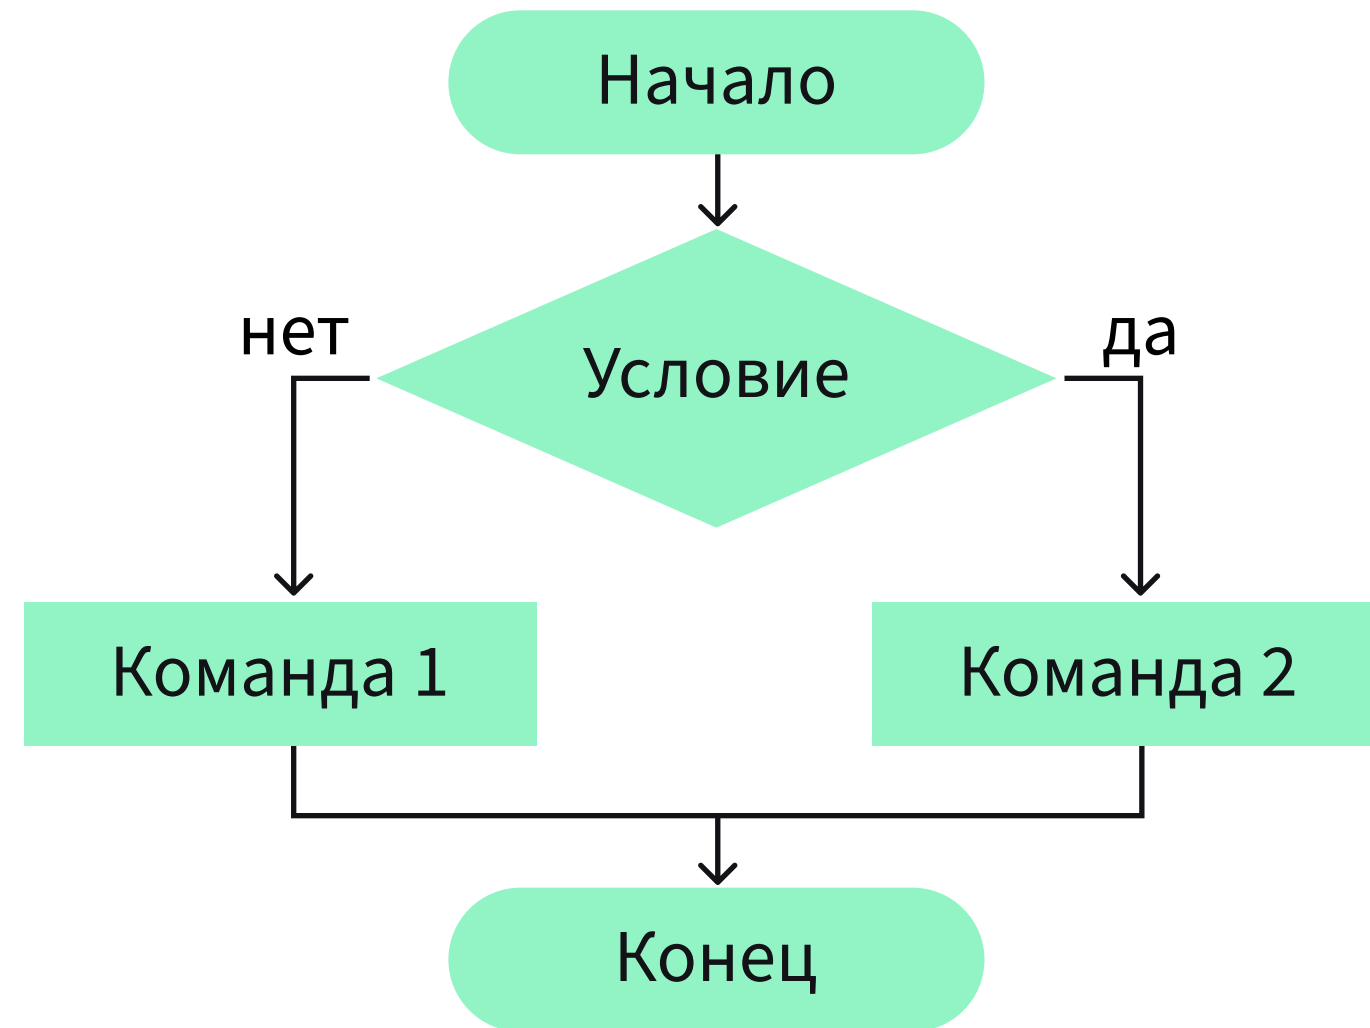 Начало
нет
да
Условие
Команда 1
Команда 2
Конец